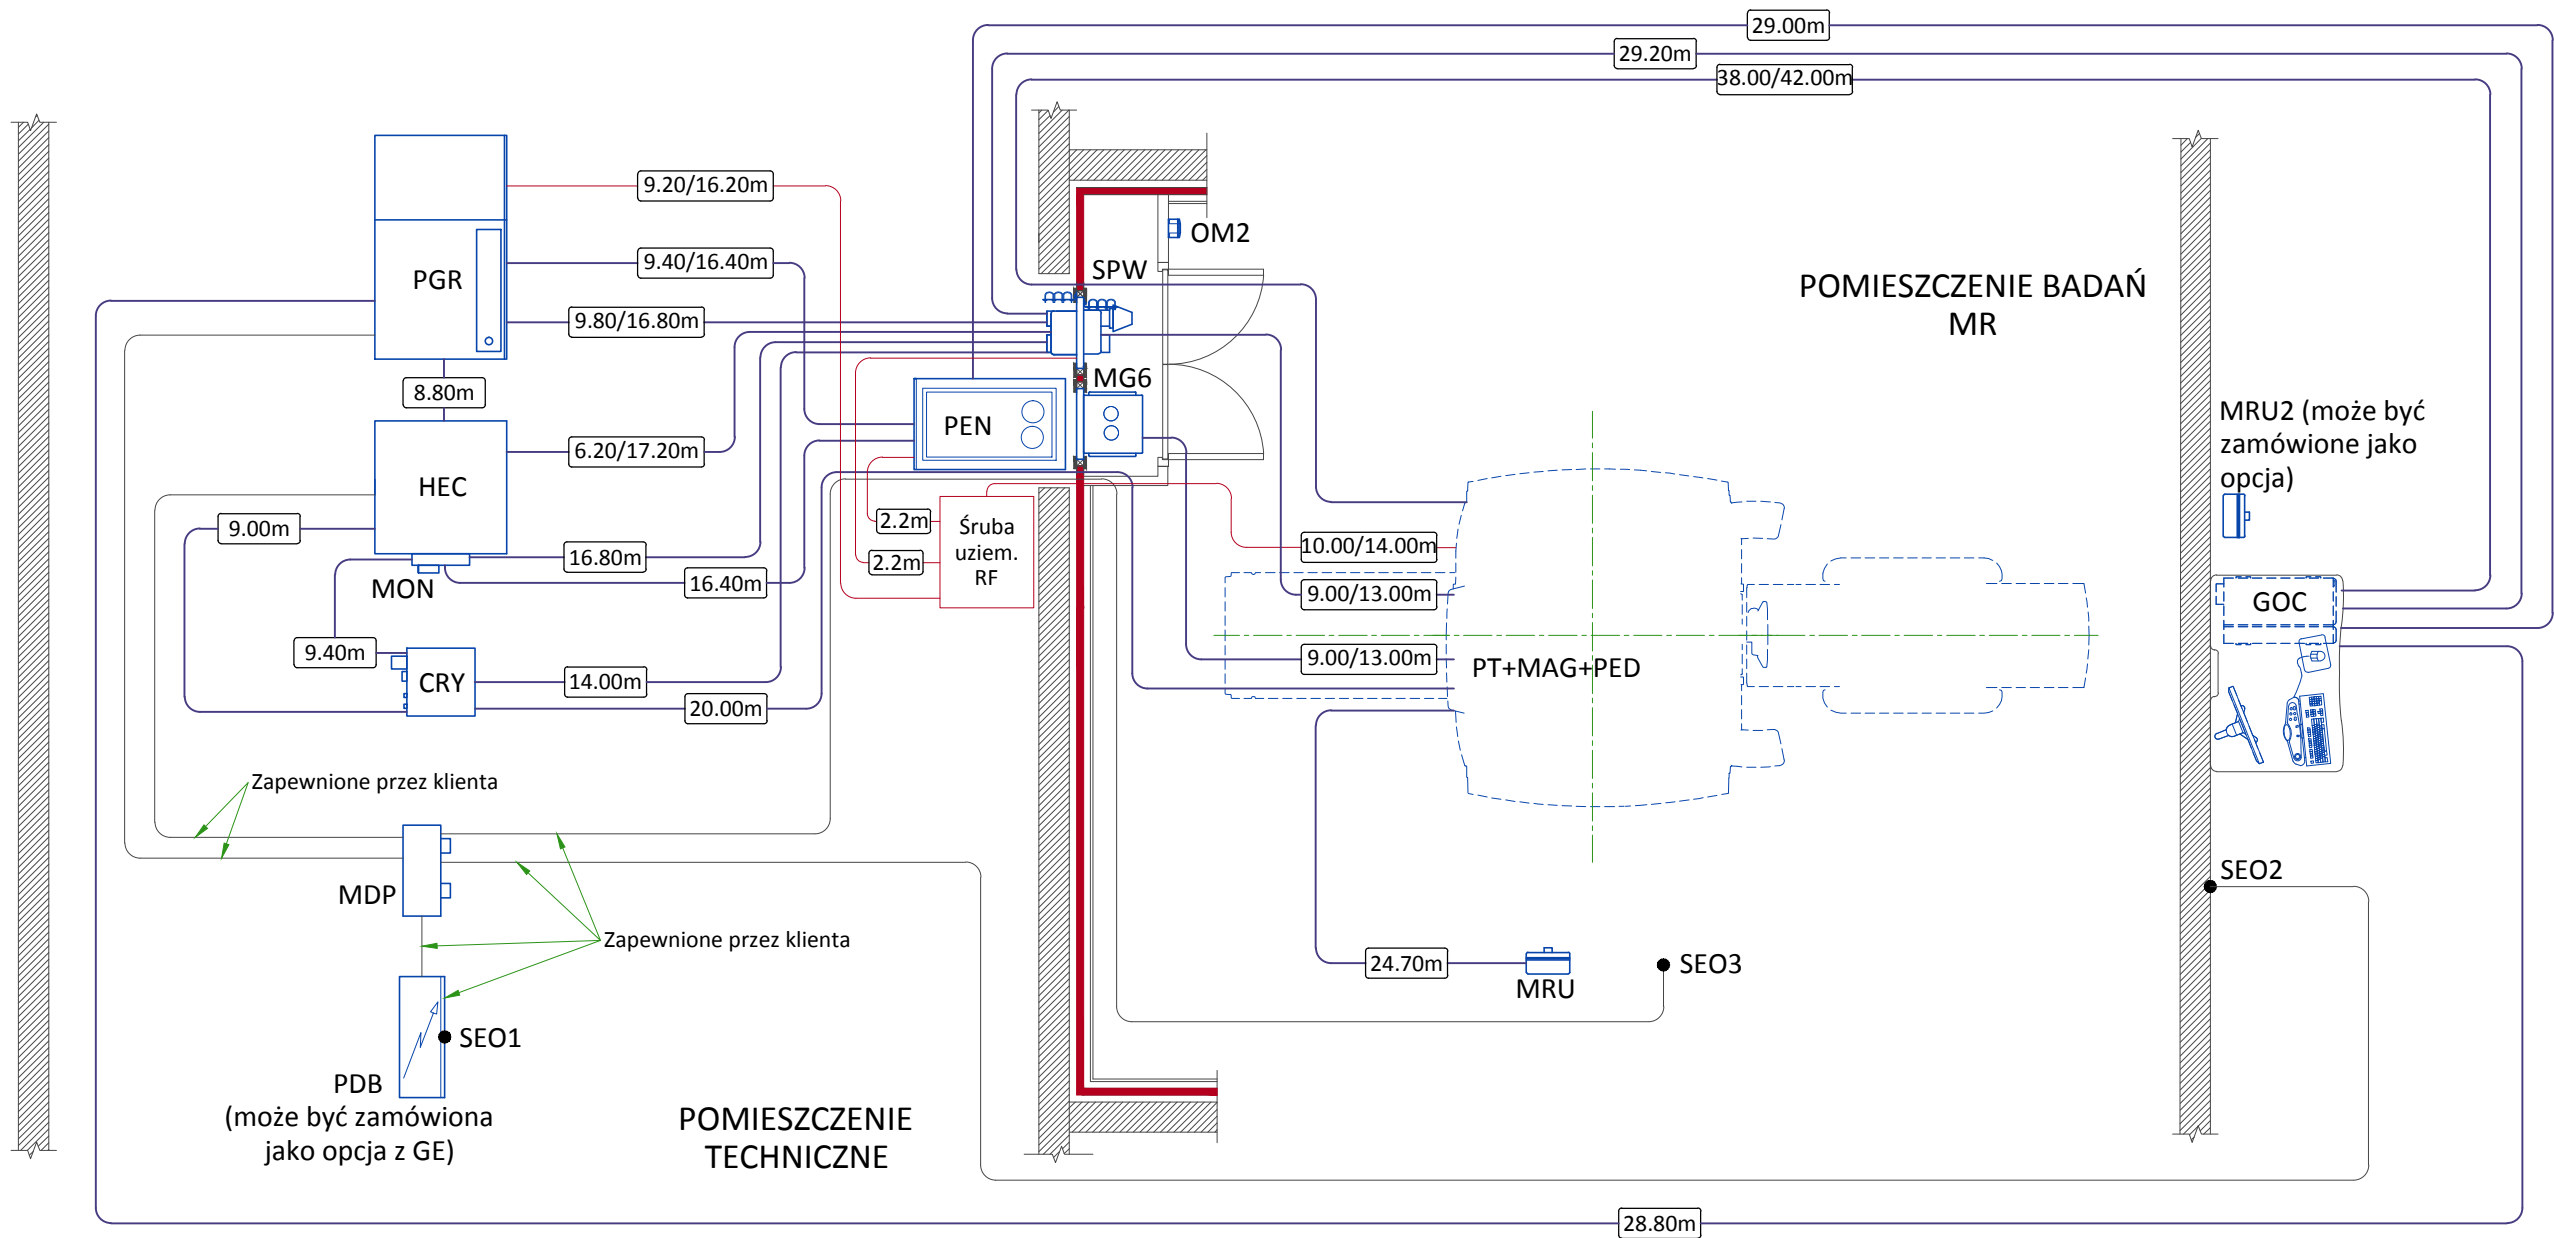 29.00m
29.20m
38.00/42.00m
9.20/16.20m
OM2
9.40/16.40m
SPW
PGR
POMIESZCZENIE BADAŃ
MR
9.80/16.80m
MG6
8.80m
MRU2 (może być
zamówione jako
opcja)
PEN
6.20/17.20m
HEC
9.00m
2.2m
Śruba
uziem.
RF
2.2m
10.00/14.00m
16.80m
16.40m
MON
9.00/13.00m
GOC
9.40m
CRY
14.00m
9.00/13.00m
PT+MAG+PED
20.00m
Zapewnione przez klienta
MDP
SEO2
Zapewnione przez klienta
24.70m
SEO3
MRU
SEO1
PDB
(może być zamówiona
jako opcja z GE)
POMIESZCZENIE
TECHNICZNE
28.80m